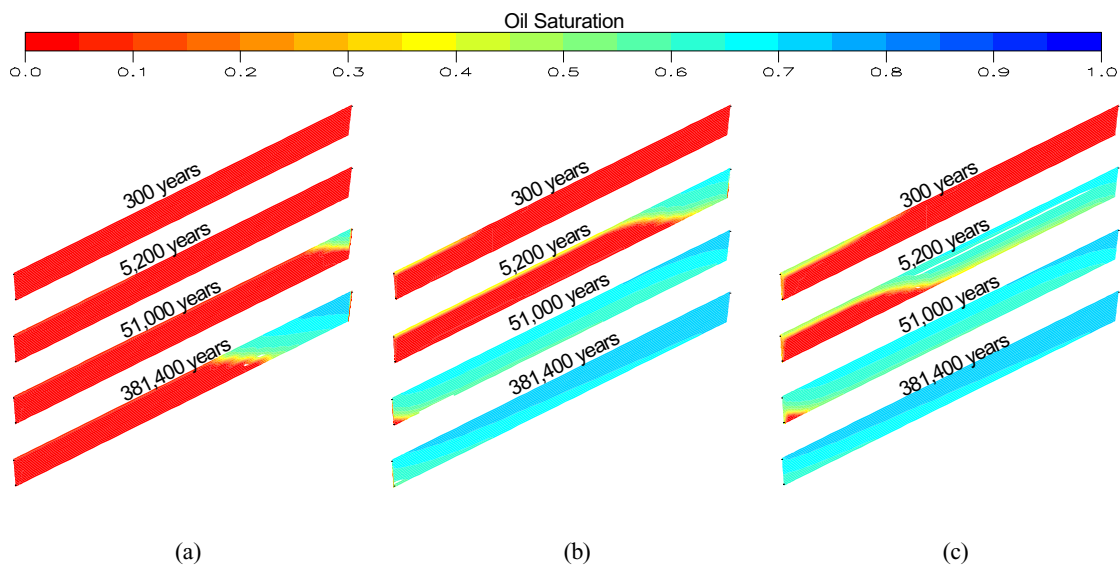 Oil Saturation
0.0 0.1 0.2 0.3 0.4 0.5 0.6 0.7 0.8 0.9 1.0
300 years
5,200 years
51,000 years
381,400 years
(a)
300 years
5,200 years
51,000 years
381,400 years
(b)
300 years
5,200 years
51,000 years
381,400 years
(c)